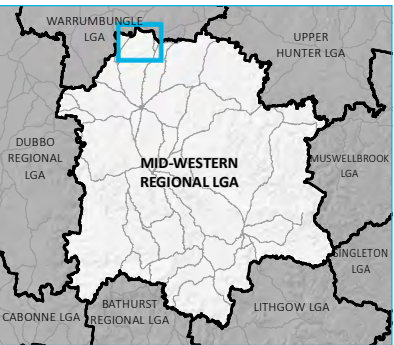 WARRUMBUNGLE
LGA
UPPER
HUNTER LGA
DUBBO
REGIONAL
LGA
MID-WESTERN
REGIONAL LGA
MUSWELLBROOK
LGA
SINGLETON
LGA
BATHURST
REGIONAL LGA
LITHGOW LGA
CABONNE LGA